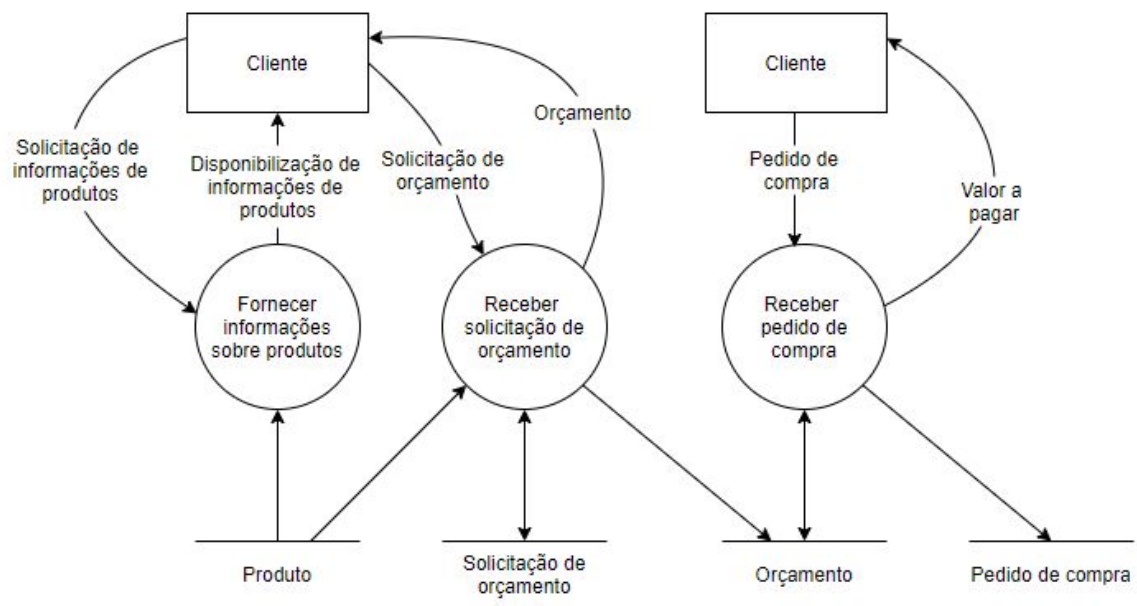 Cliente
Cliente
Orçamento
Solicitação de
informações de
produtos
Disponibilização de
informações de
produtos
Solicitação de
orçamento
Pedido de
compra
Valor a
pagar
Fornecer
informações
sobre produtos
Receber
solicitação de
orçamento
Receber
pedido de
compra
Produto
Solicitação de
orçamento
Orçamento
Pedido de compra